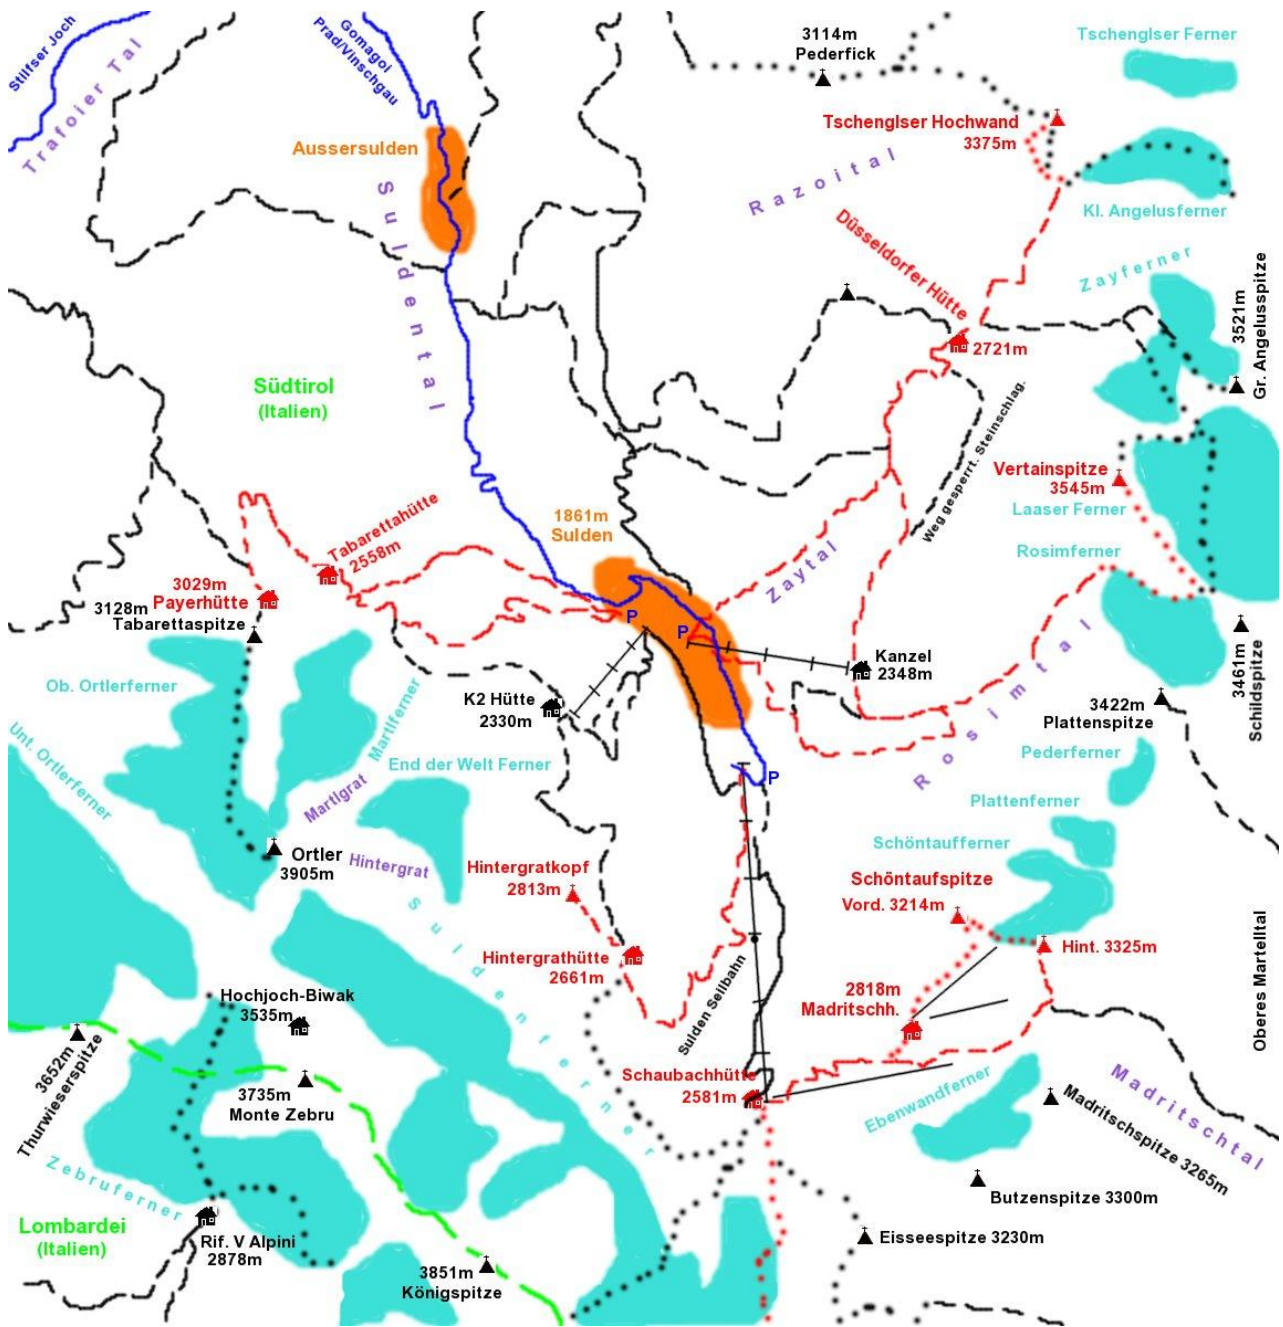 Stilfser Joch
Trafoier Tal
Gomagoi
Prad/Vinschgau
3114m
Pederfick
Tschenglser Ferner
Aussersulden
Tschenglser Hochwand
3375m
Suldental
Razoital
Kl. Angelusferner
Düsseldorfer Hütte
2721m
Zayferner
3521m
Gr. Angelusspitze
Südtirol
(Italien)
Weg gesperrt. Steinschlag.
Vertainspitze
3545m
Laaser Ferner
Tabarettahütte
2558m
1861m
Sulden
Rosimferner
Zaytal
3029m
Payerhütte
3128m
Tabarettaspitze
P
P
Kanzel
2348m
Rosimtal
3461m
Schildspitze
Ob. Ortlerferner
Martlferner
K2 Hütte
2330m
3422m
Plattenspitze
Unt. Ortlerferner
End der Welt Ferner
Martlgrat
P
Pederferner
Plattenferner
Ortler
3905m
Hintergrat
Hintergratkopf
2813m
Schöntaufferner
Schöntaufspitze
Vord. 3214m
Suldenferner
Hintergrathütte
2661m
Sulden Seilbahn
Hint. 3325m
2818m
Madritschh.
Oberes Martelltal
Hochjoch-Biwak
3535m
3652m
Thurwieserspitze
3735m
Monte Zebru
Schaubachhütte
2581m
Ebenwandferner
Madritschtal
Madritschspitze 3265m
Zebruferner
Butzenspitze 3300m
Lombardei
(Italien)
Rif. V Alpini
2878m
Eisseespitze 3230m
3851m
Königspitze